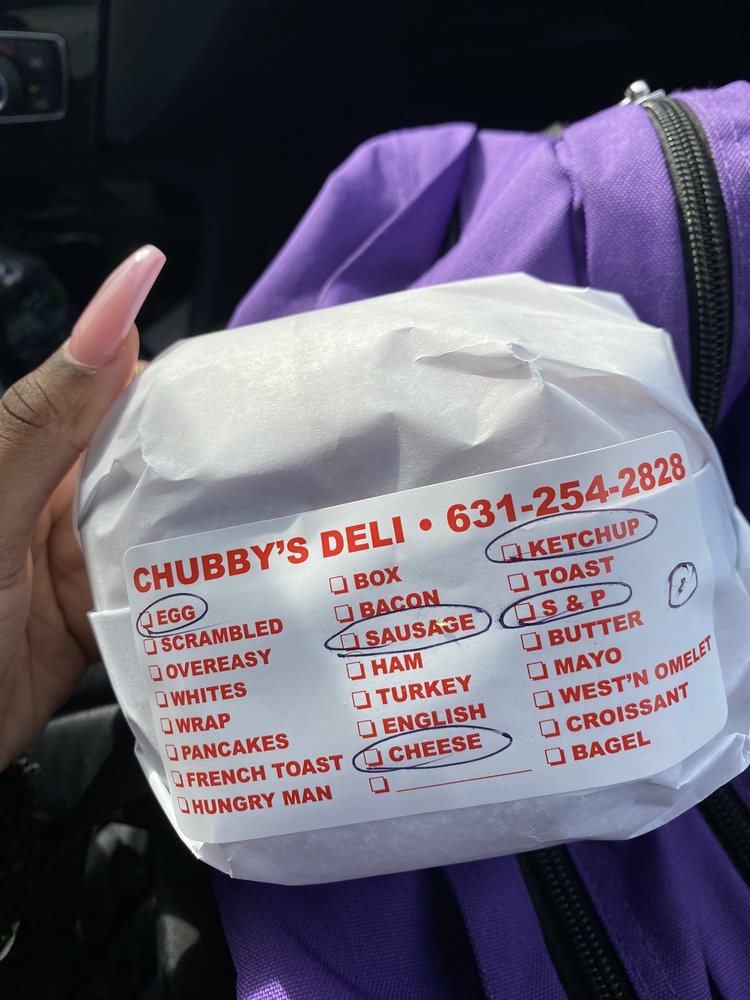 CHUBBY'S DELI • 631-254-2828
EGG
SCRAMBLED
OVEREASY
WHITES
WRAP
PANCAKES
FRENCH TOAST
HUNGRY MAN
BOX
BACON
SAUSAGE
HAM
TURKEY
ENGLISH
CHEESE
KETCHUP
TOAST
S & P
BUTTER
MAYO
WEST'N OMELET
CROISSANT
BAGEL